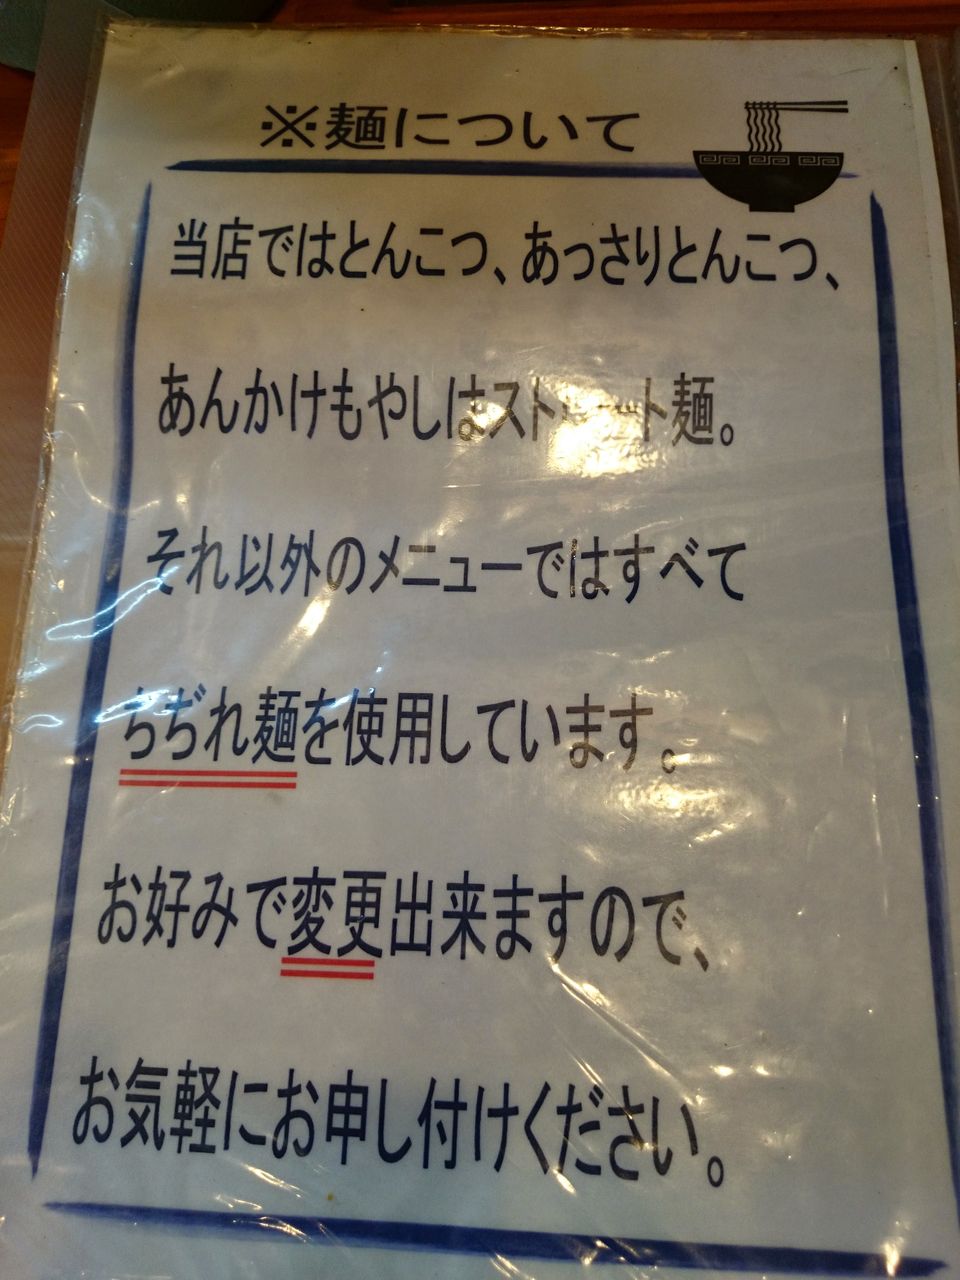 ※麺について
当店ではとんこつ、あっさりとんこつ、
あんかけもやしはストレート麺。
それ以外のメニューではすべて
ちぢれ麺を使用しています。
お好みで変更出来ますので、
お気軽にお申し付けください。